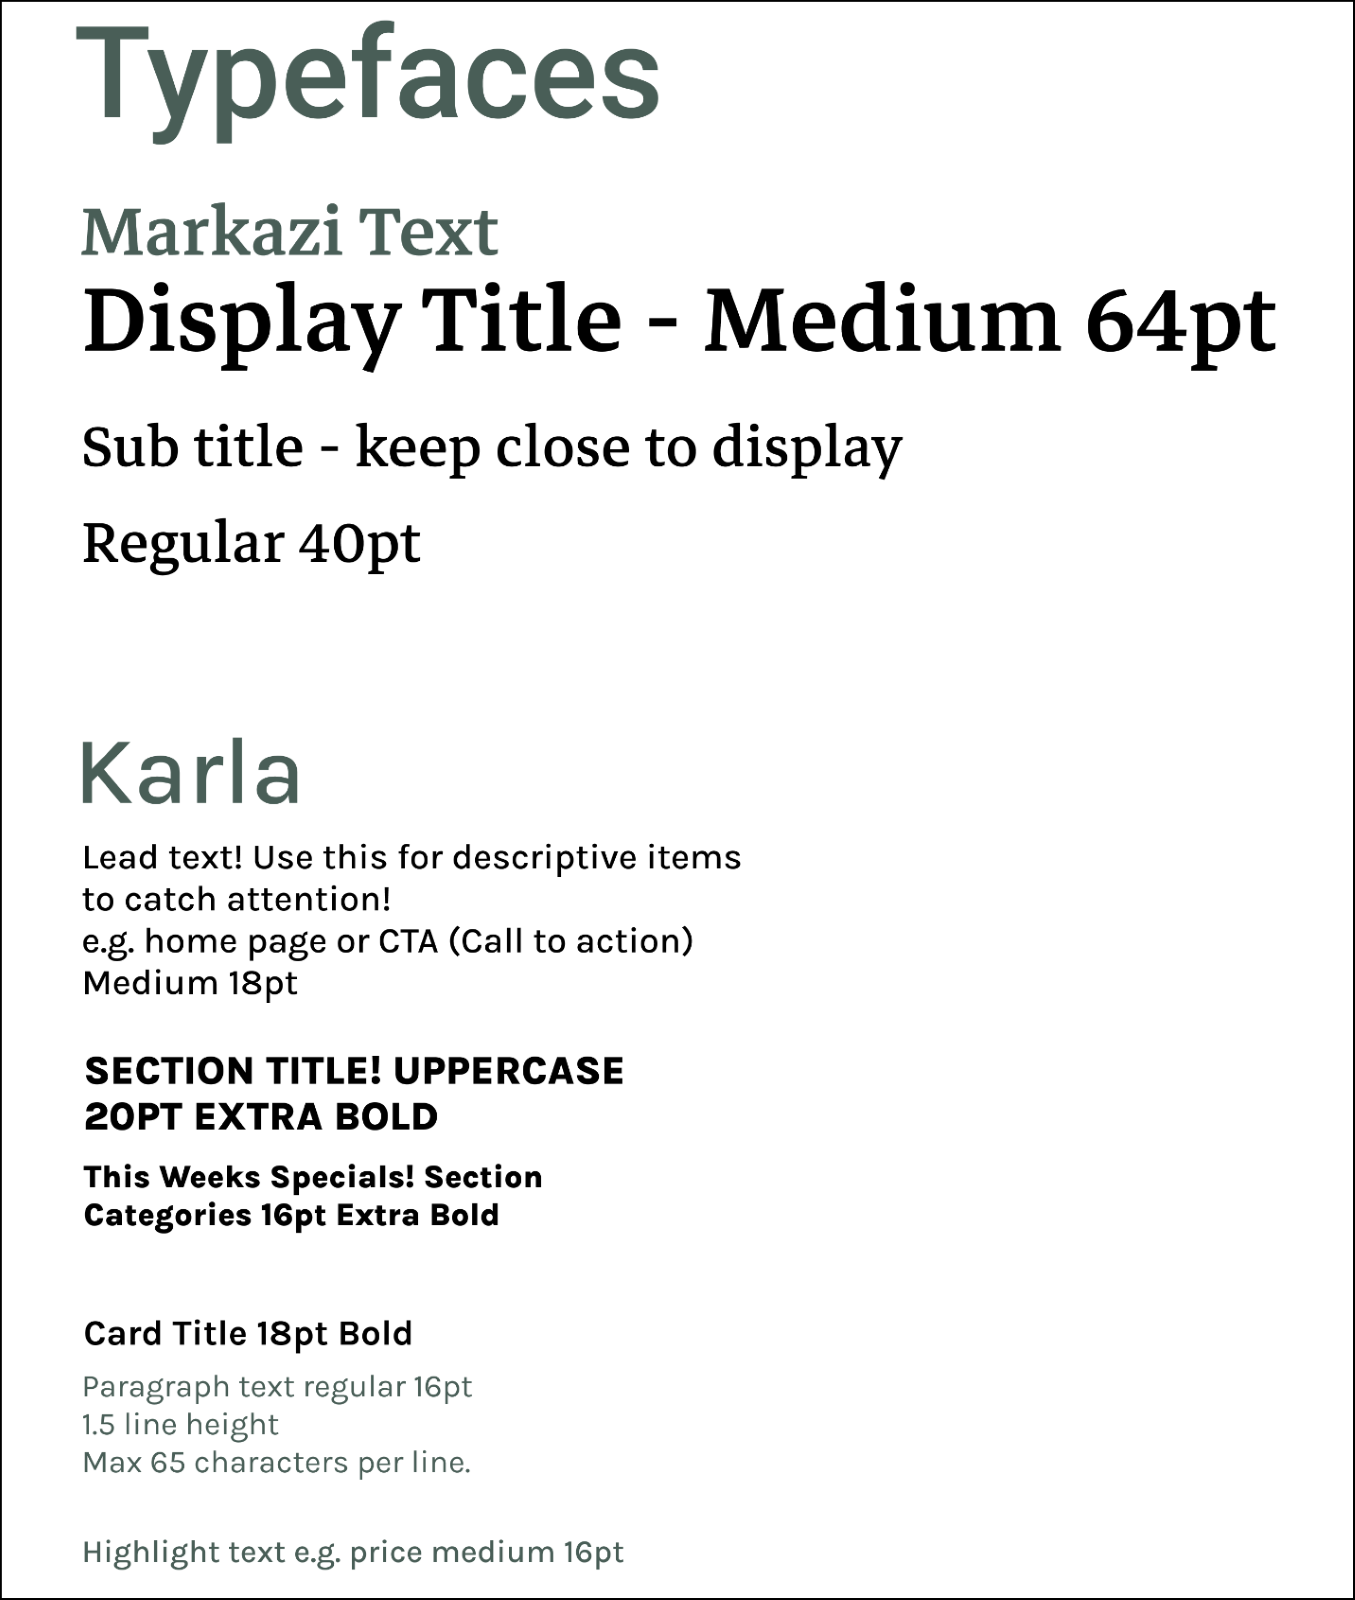 Typefaces
Markazi Text
Display Title - Medium 64pt
Sub title - keep close to display
Regular 40pt
Karla
Lead text! Use this for descriptive items
to catch attention!
e.g. home page or CTA (Call to action)
Medium 18pt
SECTION TITLE! UPPERCASE
20PT EXTRA BOLD
This Weeks Specials! Section
Categories 16pt Extra Bold
Card Title 18pt Bold
Paragraph text regular 16pt
1.5 line height
Max 65 characters per line.
Highlight text e.g. price medium 16pt